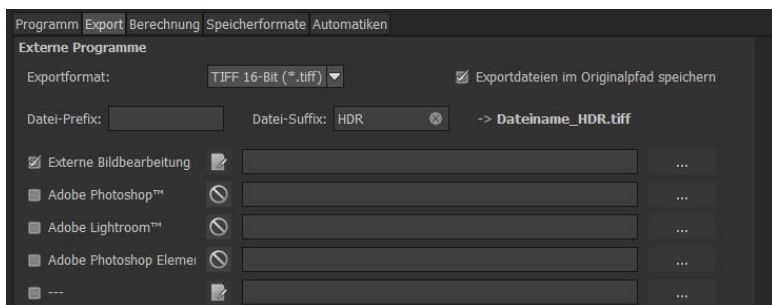 Programm Export Berechnung Speicherformate Automatiken
Externe Programme
Exportformat: TIFF 16-Bit (*.tiff) Exportdateien im Originalpfad speichern
Datei-Prefix: Datei-Suffix: HDR -> Dateiname_HDR.tiff
Externe Bildbearbeitung ...
Adobe Photoshop™ ...
Adobe Lightroom™ ...
Adobe Photoshop Elemei ...
--- ...